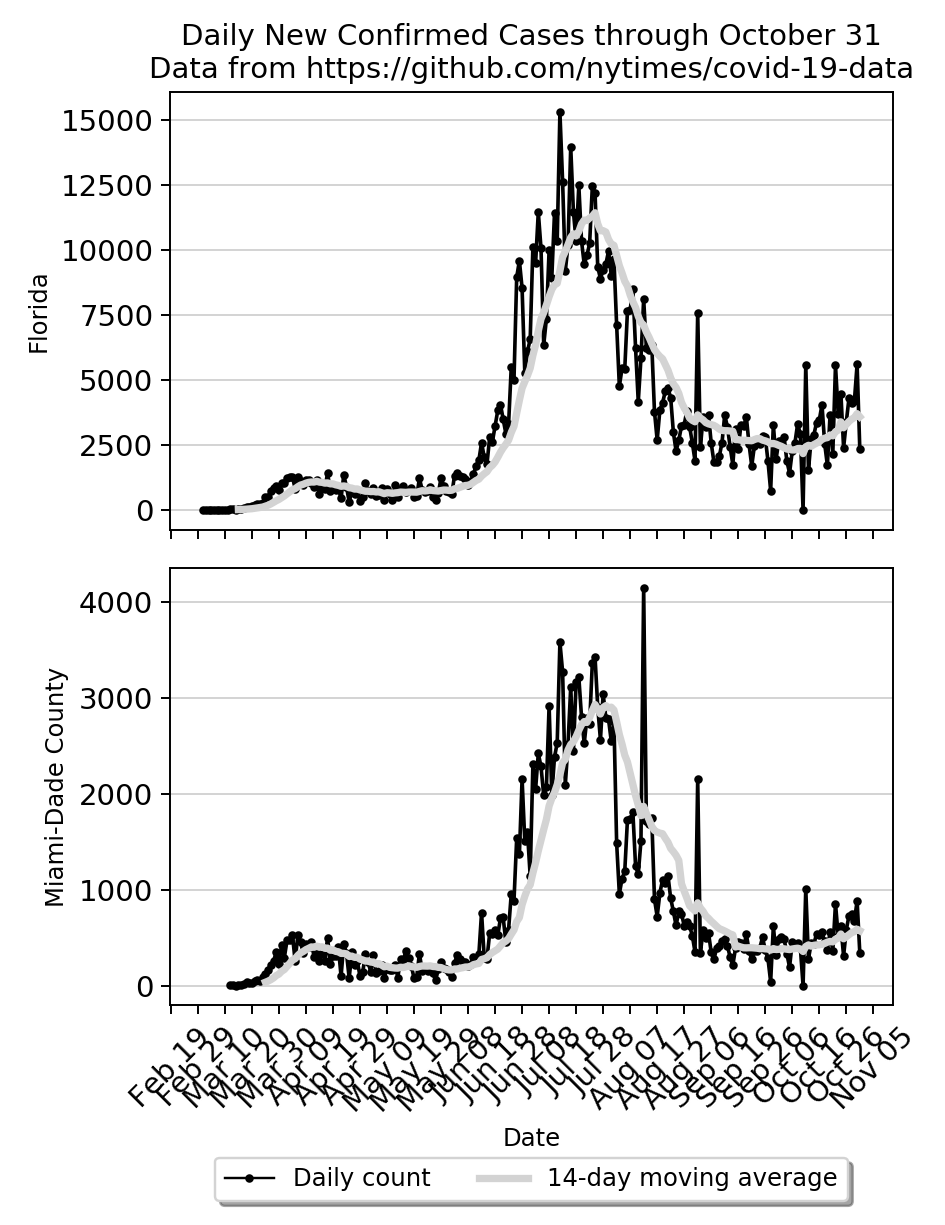 Daily New Confirmed Cases through October 31
Data from https://github.com/nytimes/covid-19-data
15000
12500
10000
7500
5000
2500
0
Florida
4000
3000
2000
1000
0
Miami-Dade County
Feb 19
Feb 29
Mar 10
Mar 20
Mar 30
Apr 09
Apr 19
Apr 29
May 09
May 19
May 29
Jun 08
Jun 18
Jun 28
Jul 08
Jul 18
Jul 28
Aug 07
Aug 17
Aug 27
Sep 06
Sep 16
Sep 26
Oct 06
Oct 16
Oct 26
Nov 05
Date
Daily count
14-day moving average